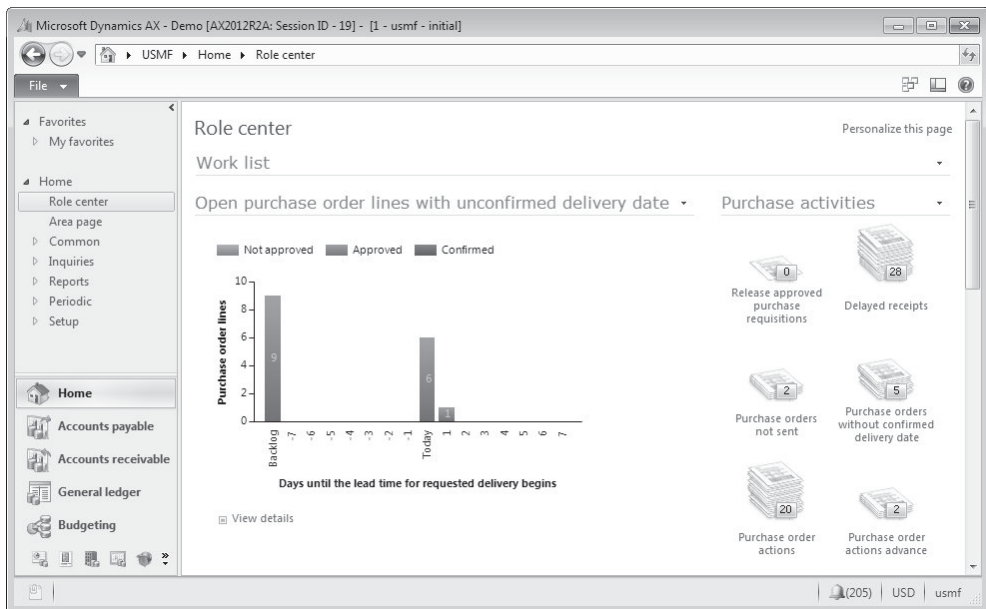 Microsoft Dynamics AX - Demo [AX2012R2A: Session ID - 19] - [1 - usmf - initial]
USMF Home Role center
File
Favorites
My favorites
Home
Role center
Area page
Common
Inquiries
Reports
Periodic
Setup
Home
Accounts payable
Accounts receivable
General ledger
Budgeting
Role center
Personalize this page
Work list
Open purchase order lines with unconfirmed delivery date
Not approved Approved Confirmed
Purchase order lines
10
8
6
4
2
0
9
6
1
Backlog -7 -6 -5 -4 -3 -2 -1 Today 1 2 3 4 5 6 7
Days until the lead time for requested delivery begins
View details
Purchase activities
0
Release approved
purchase
requisitions
28
Delayed receipts
2
Purchase orders
not sent
5
Purchase orders
without confirmed
delivery date
20
Purchase order
actions
2
Purchase order
actions advance
(205) USD usmf